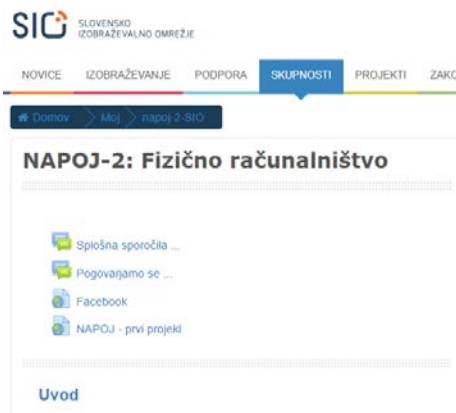 SIO SLOVENSKO
IZOBRAŽEVALNO OMREŽJE
NOVICE IZOBRAŽEVANJE PODPORA SKUPNOSTI PROJEKTI ZAKO
Domov Moj napoj-2-SIO
NAPOJ-2: Fizično računalništvo
Splošna sporočila ...
Pogovarjamo se ...
Facebook
NAPOJ - prvi projekt
Uvod